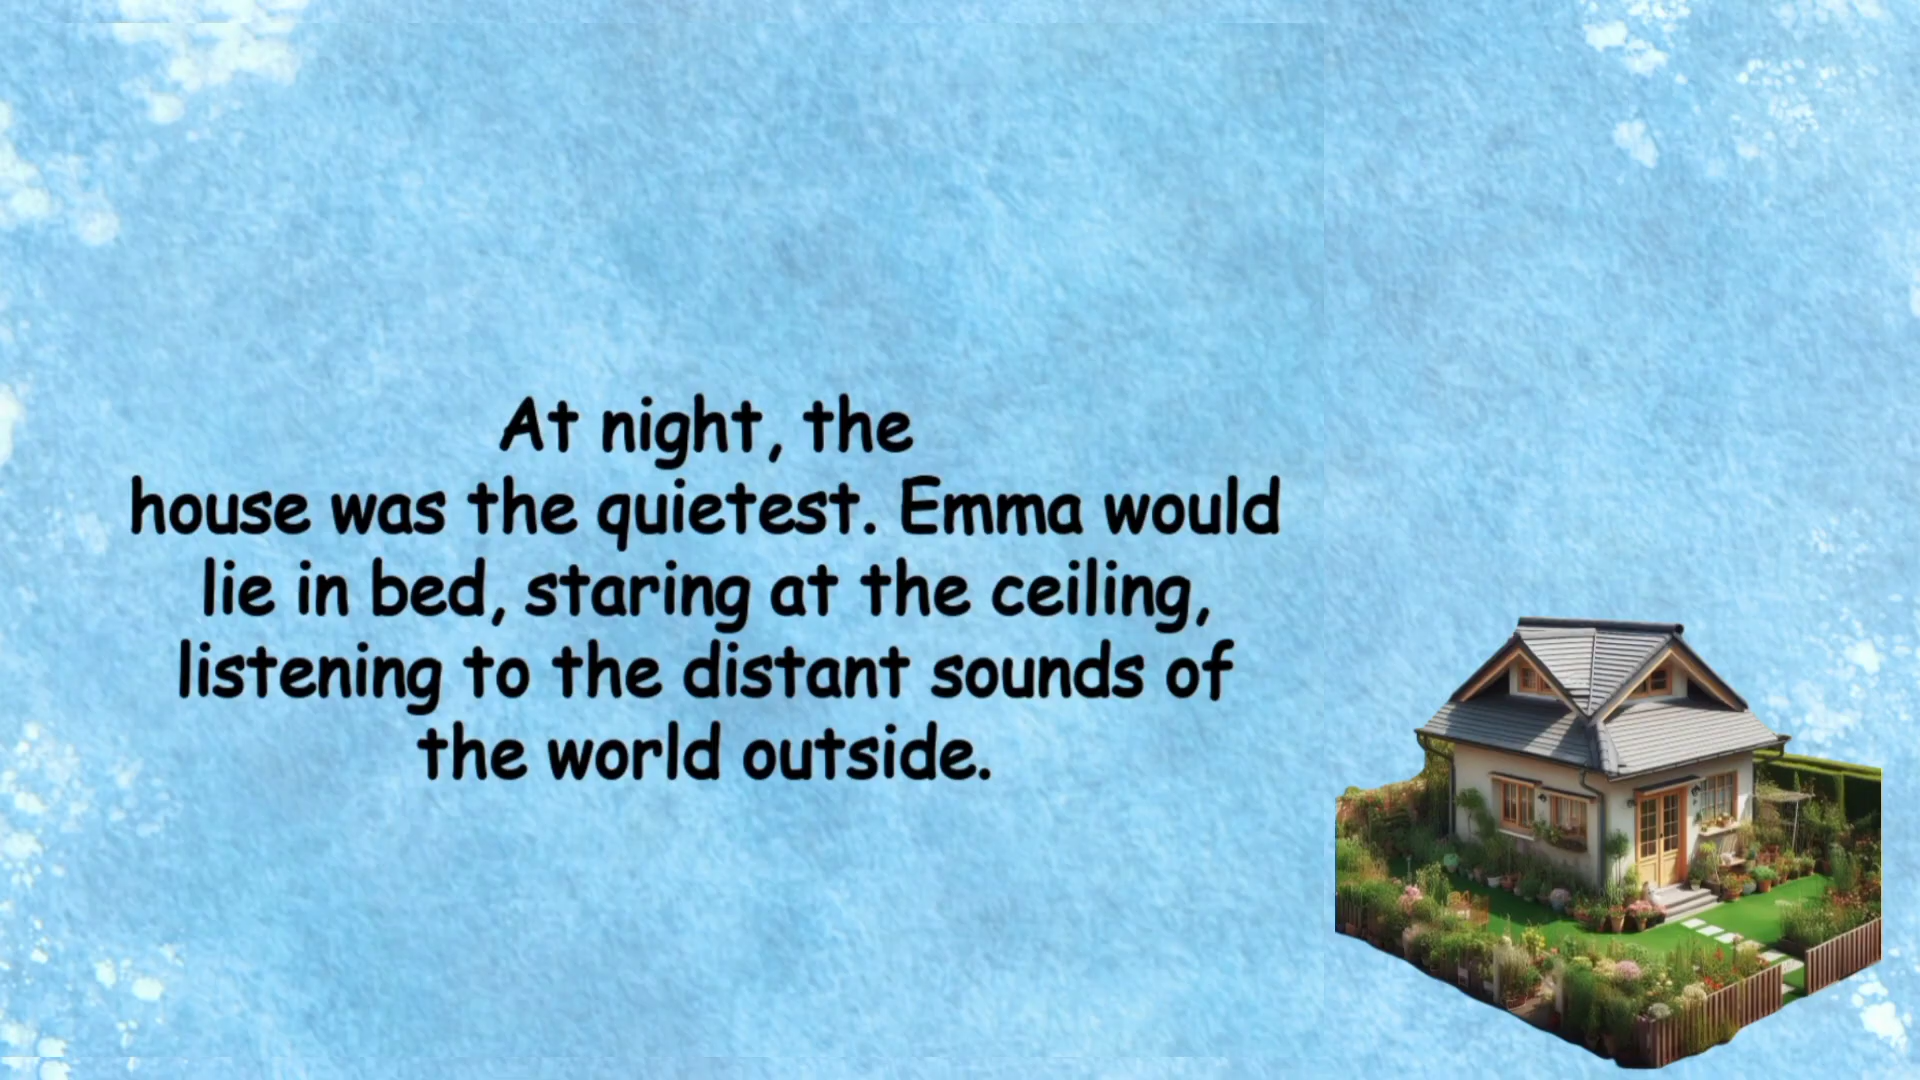 At night, the
house was the quietest. Emma would
lie in bed, staring at the ceiling,
listening to the distant sounds of
the world outside.